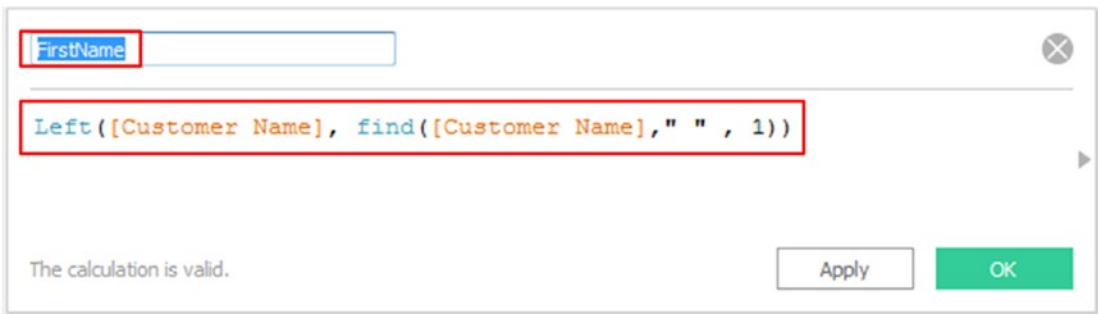 FirstName
Left([Customer Name], find([Customer Name]," " , 1))
The calculation is valid.
Apply
OK